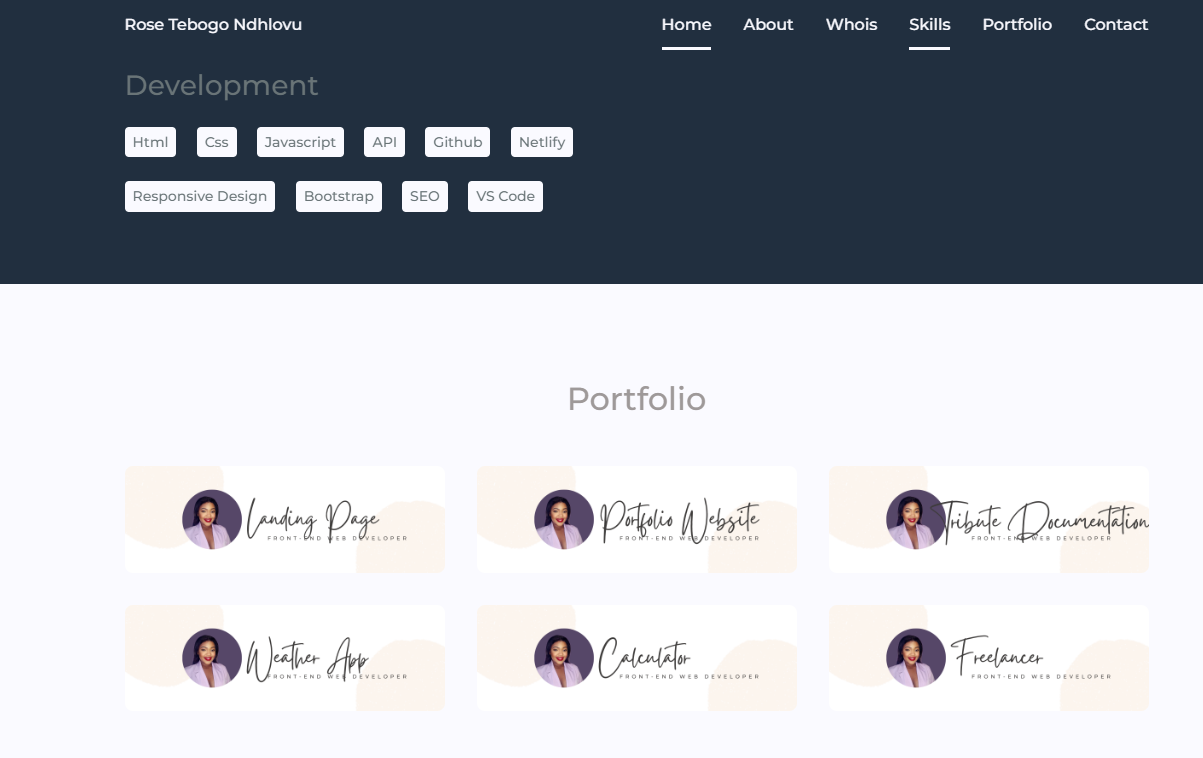 Rose Tebogo Ndhlovu Home About Whois Skills Portfolio Contact
Development
Html Css Javascript API Github Netlify
Responsive Design Bootstrap SEO VS Code
Portfolio
Landing Page
FRONT-END WEB DEVELOPER
Portfolio Website
FRONT-END WEB DEVELOPER
Tribute Documentation
FRONT-END WEB DEVELOPER
Weather App
FRONT-END WEB DEVELOPER
Calculator
FRONT-END WEB DEVELOPER
Freelancer
FRONT-END WEB DEVELOPER